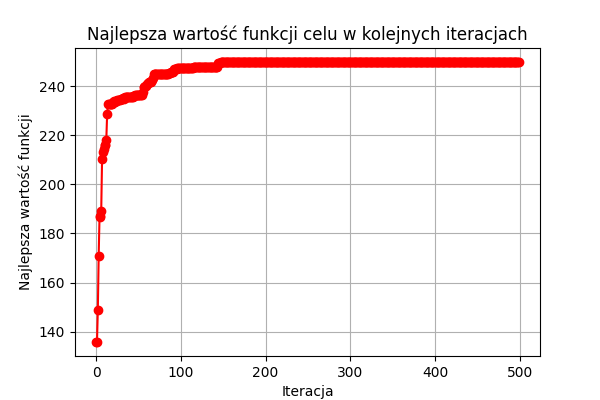 Najlepsza wartość funkcji celu w kolejnych iteracjach
Najlepsza wartość funkcji
240
220
200
180
160
140
0 100 200 300 400 500
Iteracja